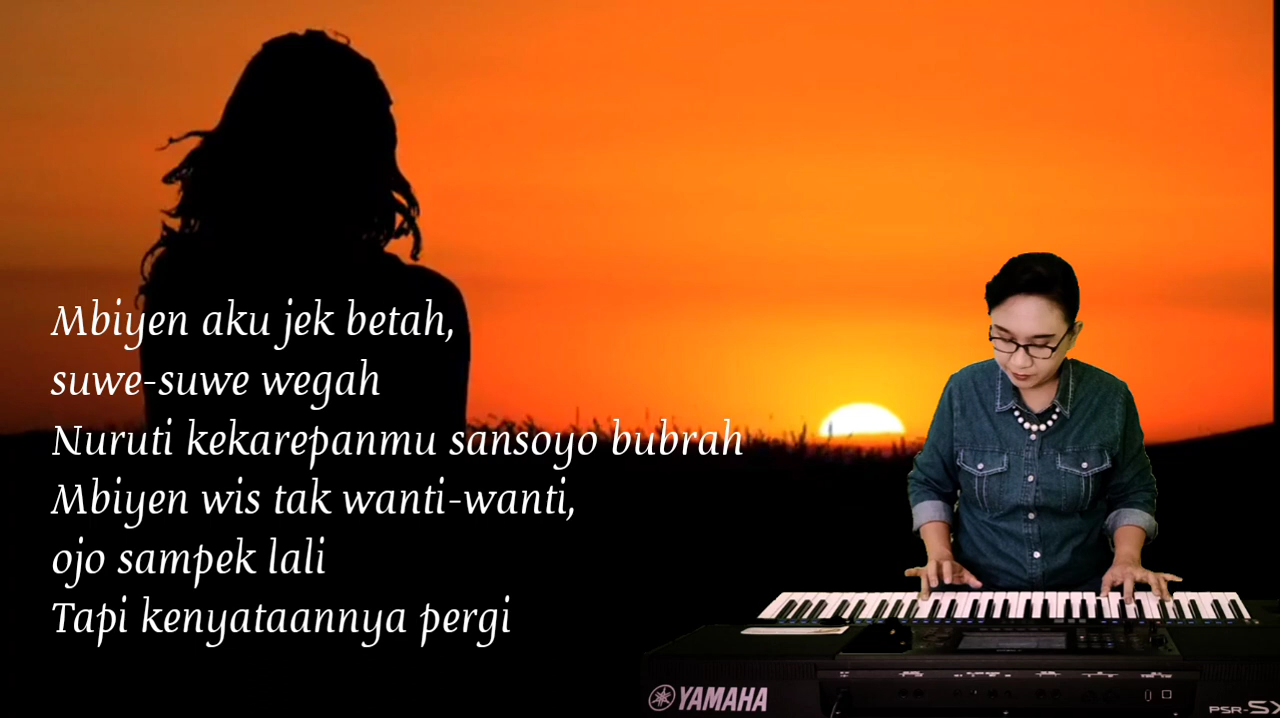 Mbiyen aku jek betah,
suwe-suwe wegah
Nuruti kekarepanmu sansoyo bubrah
Mbiyen wis tak wanti-wanti,
ojo sampek lali
Tapi kenyataannya pergi
YAMAHA
PSR-SX